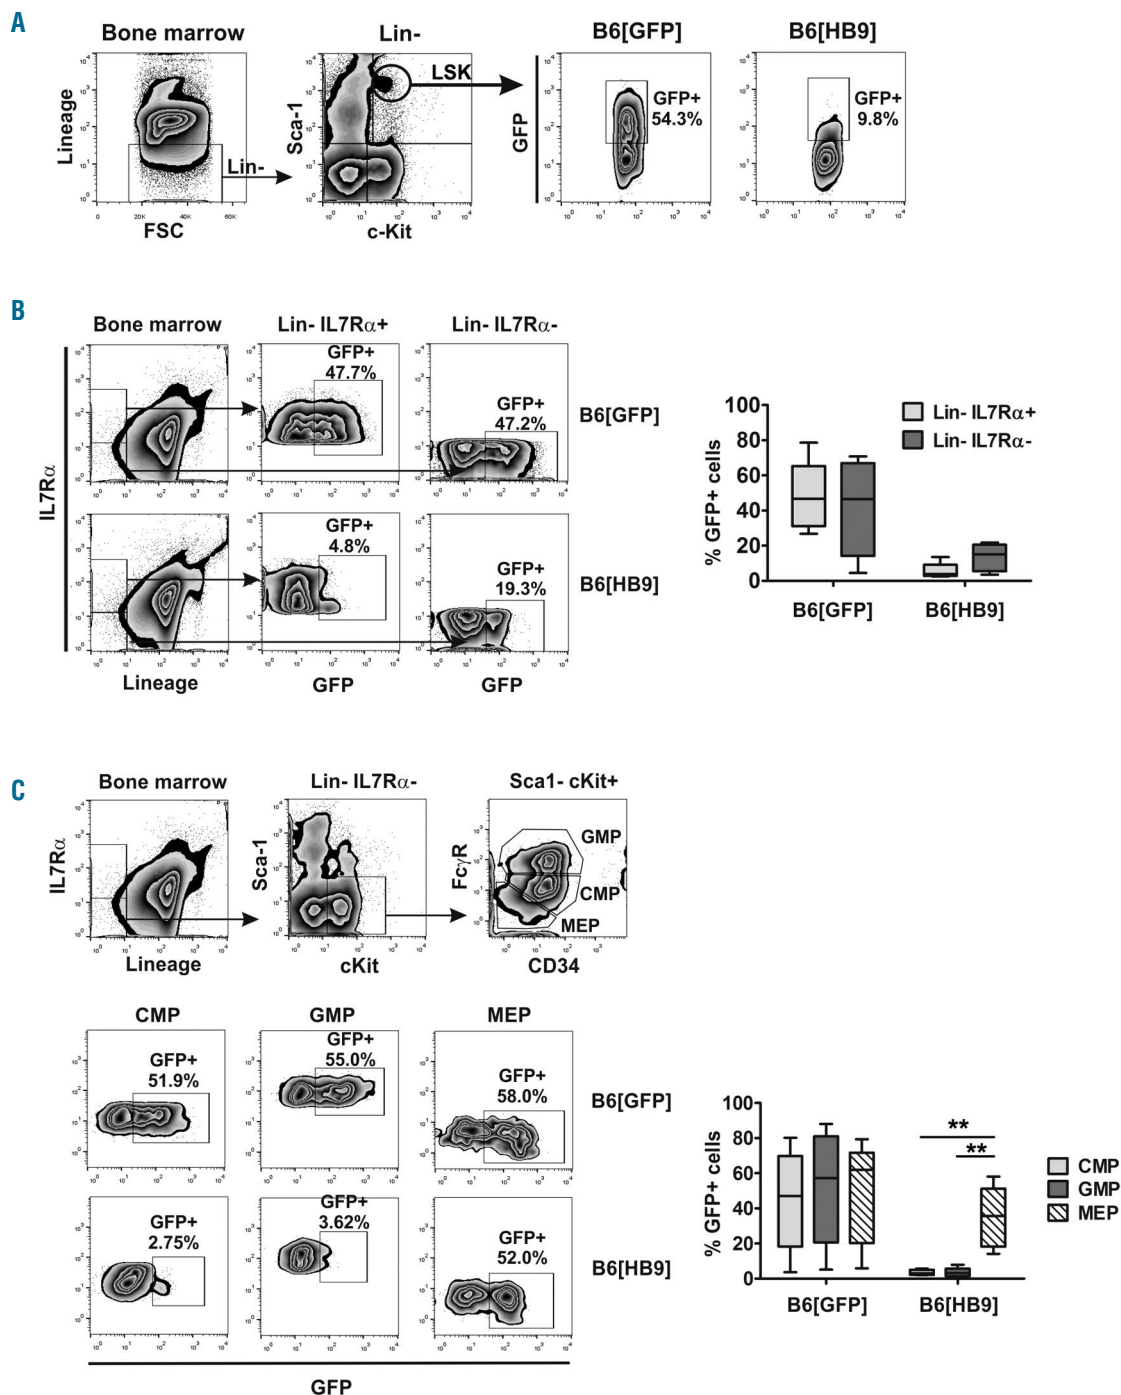 A
Bone marrow
Lin-
B6[GFP]
B6[HB9]
Lineage
Lin-
FSC
0 20K 40K 60K
Sca-1
LSK
c-Kit
GFP
GFP+
54.3%
GFP+
9.8%
B
Bone marrow
Lin- IL7Rα+
Lin- IL7Rα-
GFP+
47.7%
GFP+
47.2%
B6[GFP]
IL7Rα
GFP+
4.8%
GFP+
19.3%
B6[HB9]
Lineage
GFP
GFP
% GFP+ cells
100
80
60
40
20
0
Lin- IL7Rα+
Lin- IL7Rα-
B6[GFP]
B6[HB9]
C
Bone marrow
Lin- IL7Rα-
Sca1- cKit+
IL7Rα
Lineage
Sca-1
cKit
FcγR
GMP
CMP
MEP
CD34
CMP
GMP
MEP
GFP+
51.9%
GFP+
55.0%
GFP+
58.0%
B6[GFP]
GFP+
2.75%
GFP+
3.62%
GFP+
52.0%
B6[HB9]
GFP
% GFP+ cells
100
80
60
40
20
0
**
**
CMP
GMP
MEP
B6[GFP]
B6[HB9]